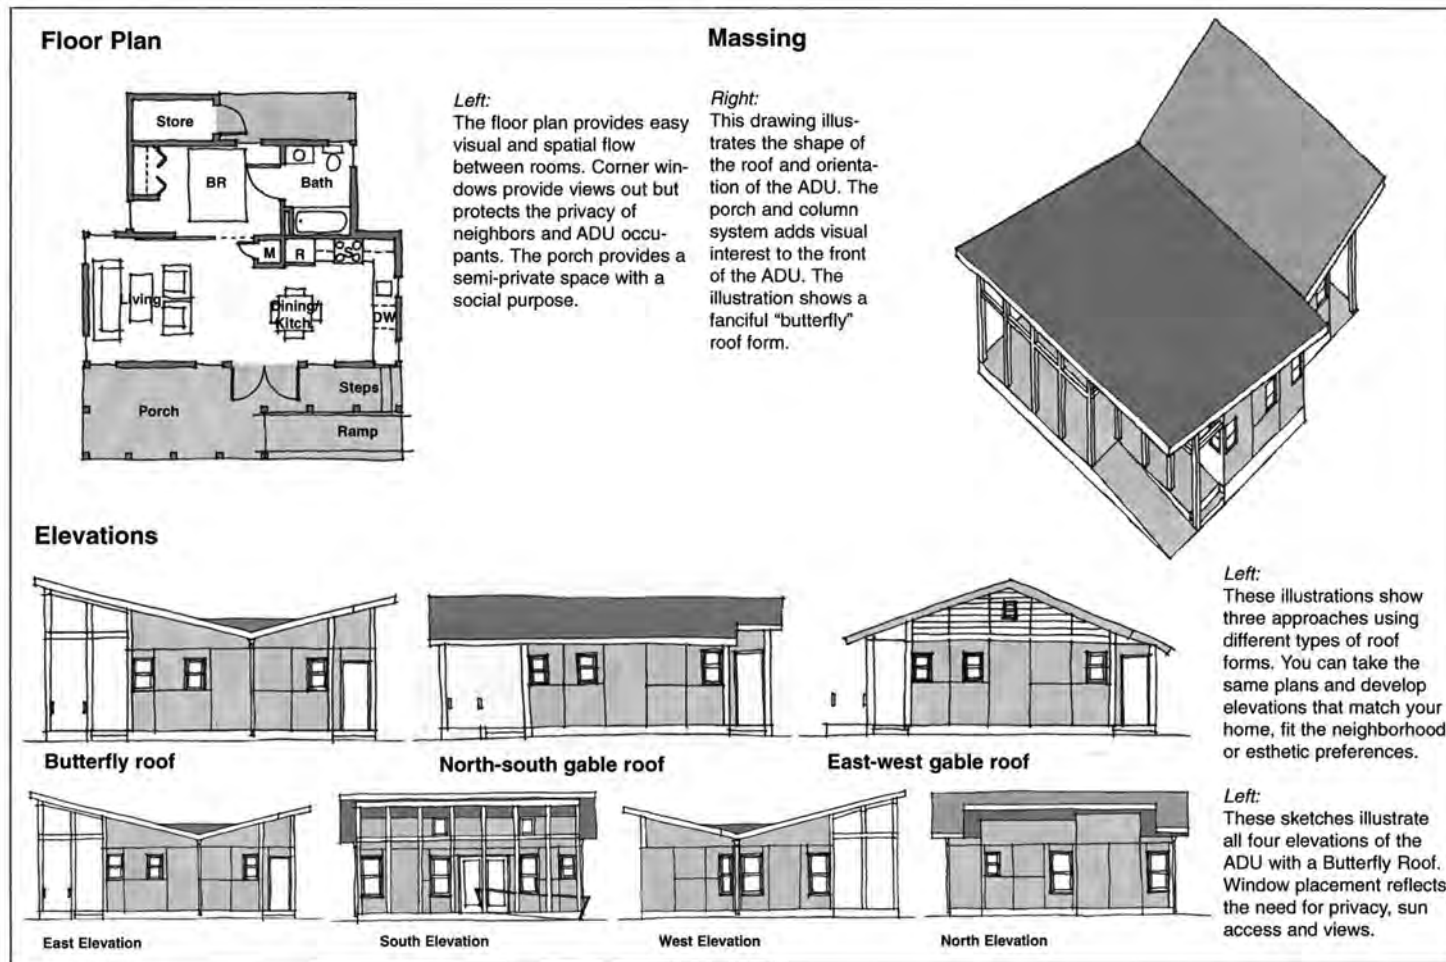 Floor Plan
Store
BR
Bath
M
R
S
Living
Dining/
Kitch.
DW
Steps
Porch
Ramp
Left:
The floor plan provides easy
visual and spatial flow
between rooms. Corner win-
dows provide views out but
protects the privacy of
neighbors and ADU occu-
pants. The porch provides a
semi-private space with a
social purpose.
Massing
Right:
This drawing illus-
trates the shape of
the roof and orienta-
tion of the ADU. The
porch and column
system adds visual
interest to the front
of the ADU. The
illustration shows a
fanciful “butterfly”
roof form.
Elevations
Butterfly roof
North-south gable roof
East-west gable roof
Left:
These illustrations show
three approaches using
different types of roof
forms. You can take the
same plans and develop
elevations that match your
home, fit the neighborhood
or esthetic preferences.
East Elevation
South Elevation
West Elevation
North Elevation
Left:
These sketches illustrate
all four elevations of the
ADU with a Butterfly Roof.
Window placement reflects
the need for privacy, sun
access and views.